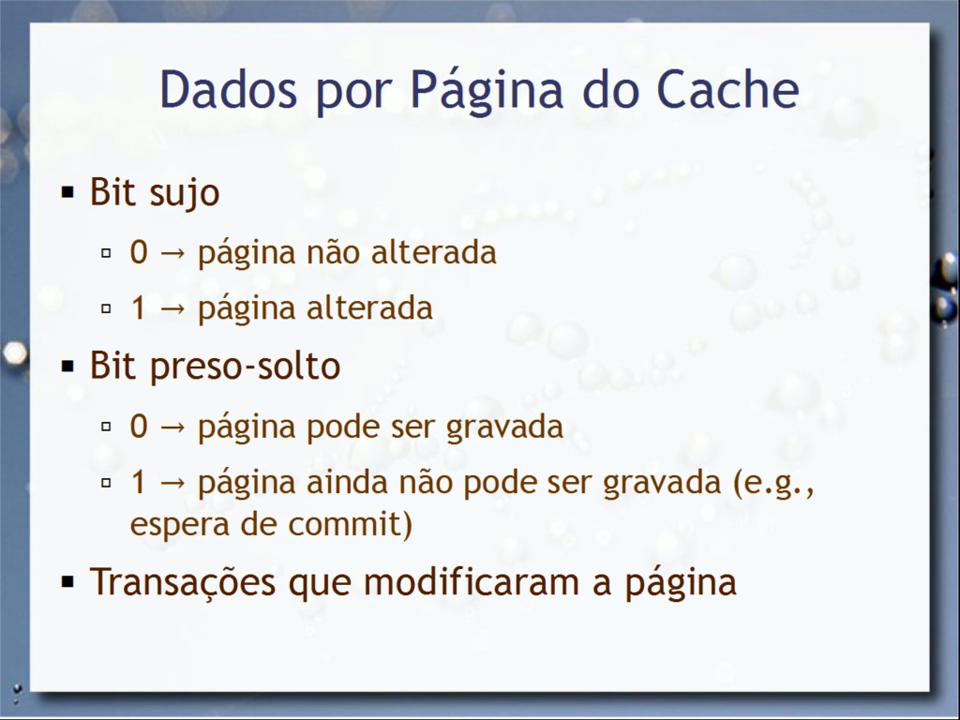 Dados por Página do Cache
▪ Bit sujo
▫ 0 → página não alterada
▫ 1 → página alterada
▪ Bit preso-solto
▫ 0 → página pode ser gravada
▫ 1 → página ainda não pode ser gravada (e.g.,
espera de commit)
▪ Transações que modificaram a página